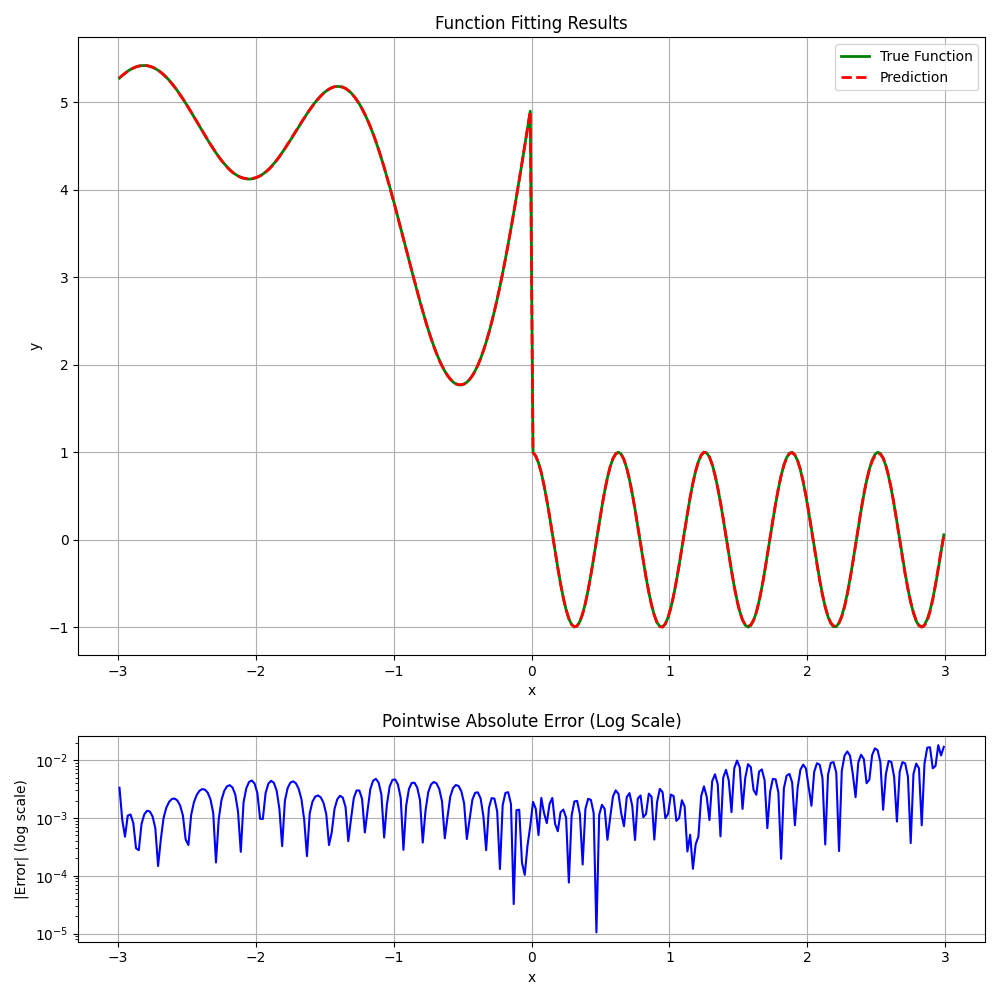 Function Fitting Results
True Function
Prediction
5
4
3
2
1
0
−1
y
−3 −2 −1 0 1 2 3
x
Pointwise Absolute Error (Log Scale)
10⁻²
10⁻³
10⁻⁴
10⁻⁵
|Error| (log scale)
−3 −2 −1 0 1 2 3
x